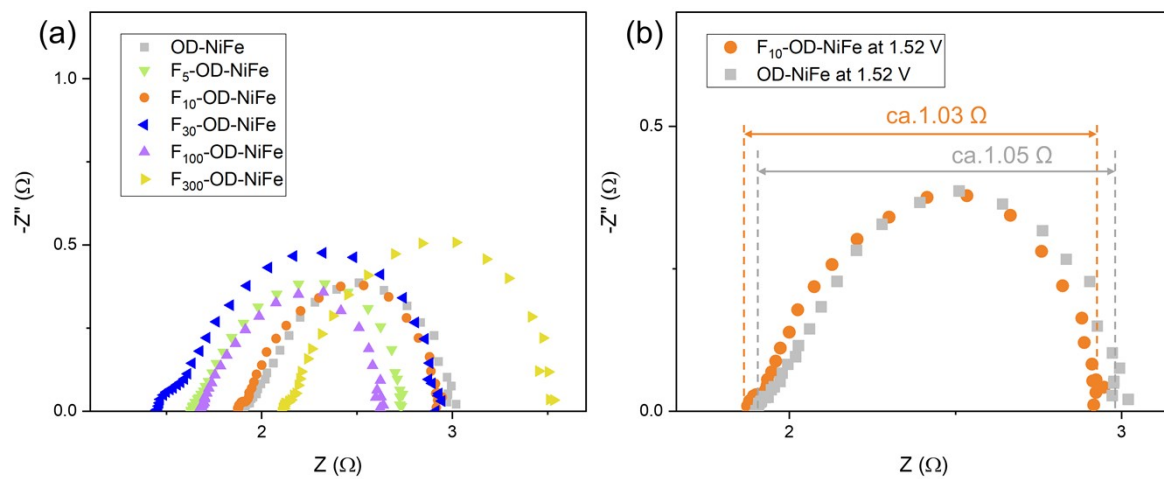 (a)
OD-NiFe
F₅-OD-NiFe
F₁₀-OD-NiFe
F₃₀-OD-NiFe
F₁₀₀-OD-NiFe
F₃₀₀-OD-NiFe
1.0
0.5
0.0
2
3
-Z" (Ω)
Z (Ω)
(b)
F₁₀-OD-NiFe at 1.52 V
OD-NiFe at 1.52 V
ca.1.03 Ω
ca.1.05 Ω
0.5
0.0
2
3
-Z" (Ω)
Z (Ω)